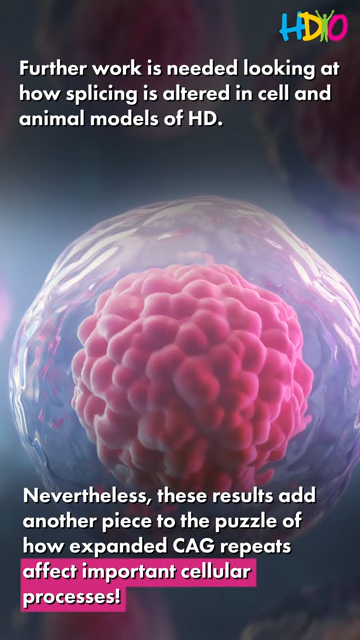 HDYO
Further work is needed looking at
how splicing is altered in cell and
animal models of HD.
Nevertheless, these results add
another piece to the puzzle of
how expanded CAG repeats
affect important cellular
processes!